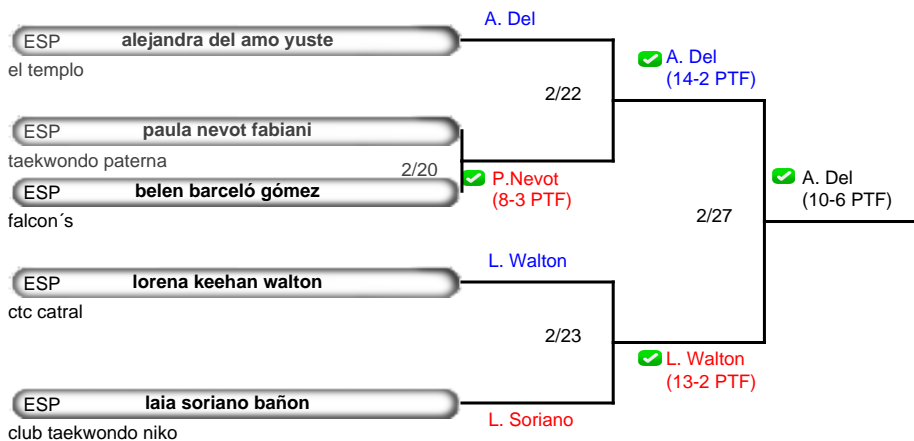 A. Del
ESP alejandra del amo yuste
el templo
A. Del
(14-2 PTF)
2/22
ESP paula nevot fabiani
taekwondo paterna
2/20
P.Nevot
(8-3 PTF)
ESP belen barceló gómez
falcon´s
A. Del
(10-6 PTF)
2/27
L. Walton
ESP lorena keehan walton
ctc catral
2/23
L. Walton
(13-2 PTF)
ESP laia soriano bañon
L. Soriano
club taekwondo niko